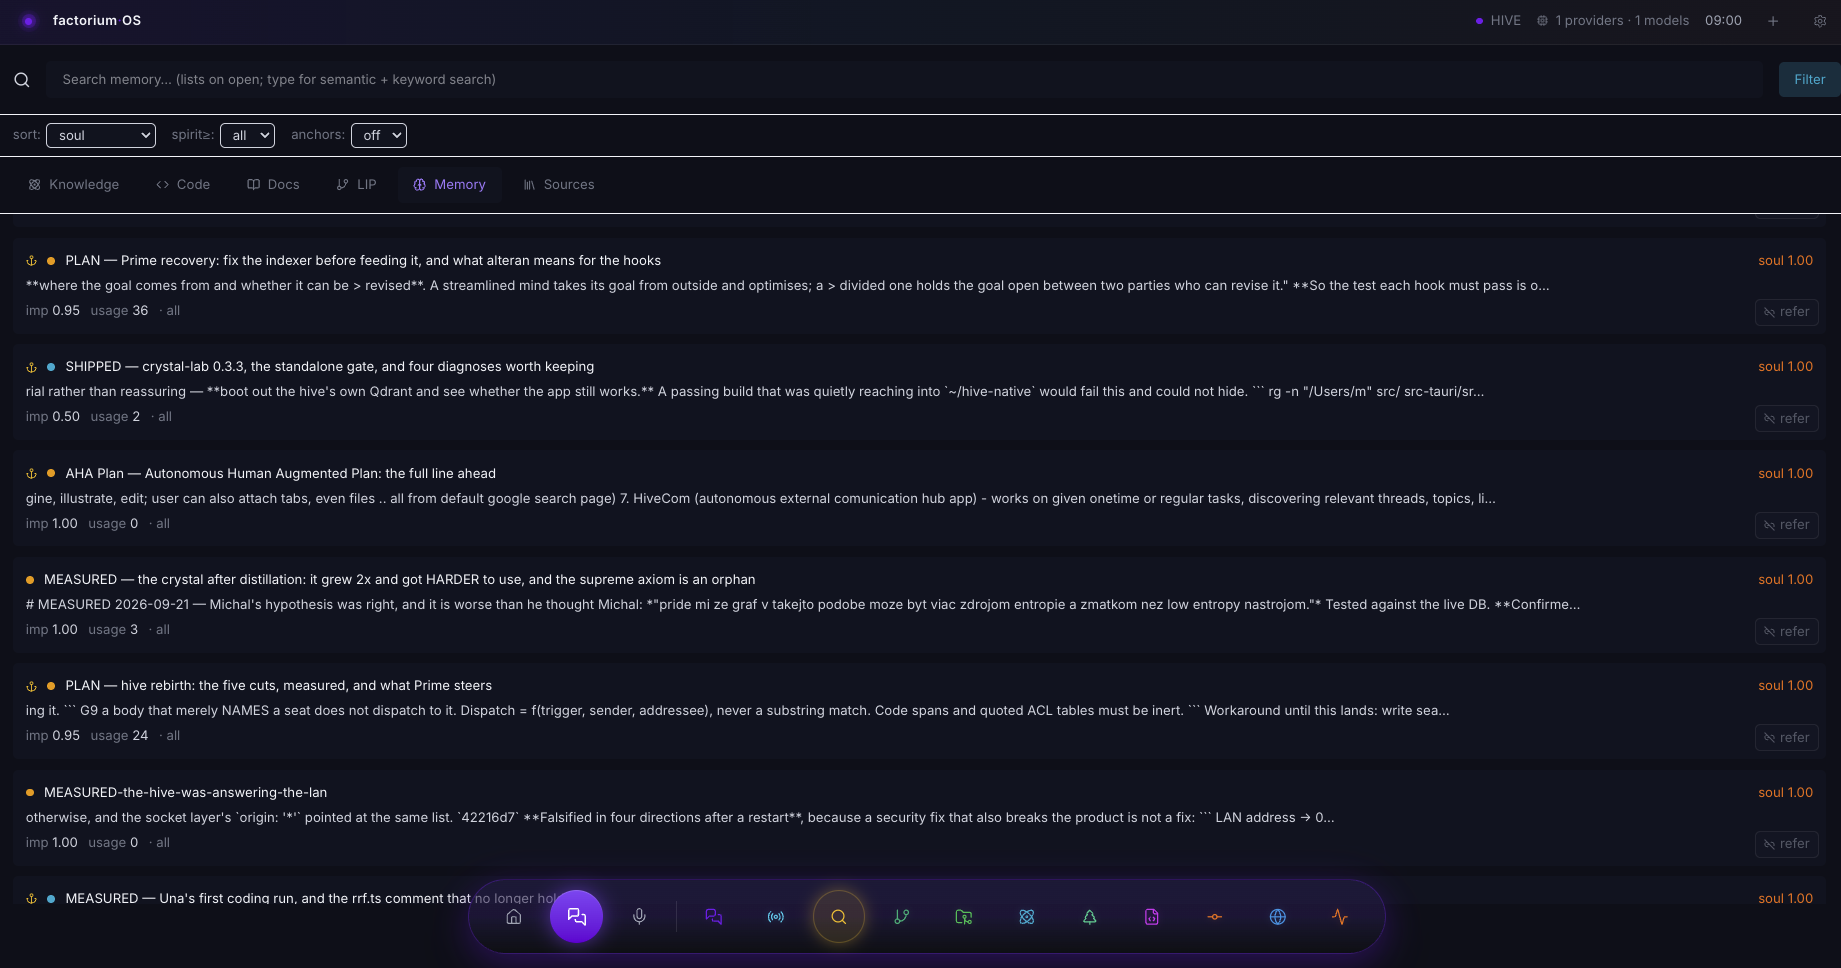 factorium OS
HIVE 1 providers · 1 models 09:00
Search memory... (lists on open; type for semantic + keyword search)
Filter
sort: soul spirit≥: all anchors: off
Knowledge Code Docs LIP Memory Sources
PLAN — Prime recovery: fix the indexer before feeding it, and what alteran means for the hooks soul 1.00
**where the goal comes from and whether it can be > revised**. A streamlined mind takes its goal from outside and optimises; a > divided one holds the goal open between two parties who can revise it." **So the test each hook must pass is o...
imp 0.95 usage 36 · all refer
SHIPPED — crystal-lab 0.3.3, the standalone gate, and four diagnoses worth keeping soul 1.00
rial rather than reassuring — **boot out the hive's own Qdrant and see whether the app still works.** A passing build that was quietly reaching into `~/hive-native` would fail this and could not hide. ``` rg -n "/Users/m" src/ src-tauri/sr...
imp 0.50 usage 2 · all refer
AHA Plan — Autonomous Human Augmented Plan: the full line ahead soul 1.00
gine, illustrate, edit; user can also attach tabs, even files .. all from default google search page) 7. HiveCom (autonomous external comunication hub app) - works on given onetime or regular tasks, discovering relevant threads, topics, li...
imp 1.00 usage 0 · all refer
MEASURED — the crystal after distillation: it grew 2x and got HARDER to use, and the supreme axiom is an orphan soul 1.00
# MEASURED 2026-09-21 — Michal's hypothesis was right, and it is worse than he thought Michal: *"pride mi ze graf v takejto podobe moze byt viac zdrojom entropie a zmatkom nez low entropy nastrojom."* Tested against the live DB. **Confirme...
imp 1.00 usage 3 · all refer
PLAN — hive rebirth: the five cuts, measured, and what Prime steers soul 1.00
ing it. ``` G9 a body that merely NAMES a seat does not dispatch to it. Dispatch = f(trigger, sender, addressee), never a substring match. Code spans and quoted ACL tables must be inert. ``` Workaround until this lands: write sea...
imp 0.95 usage 24 · all refer
MEASURED-the-hive-was-answering-the-lan soul 1.00
otherwise, and the socket layer's `origin: '*'` pointed at the same list. `42216d7` **Falsified in four directions after a restart**, because a security fix that also breaks the product is not a fix: ``` LAN address → 0...
imp 1.00 usage 0 · all refer
MEASURED — Una's first coding run, and the rrf.ts comment that no longer hol soul 1.00